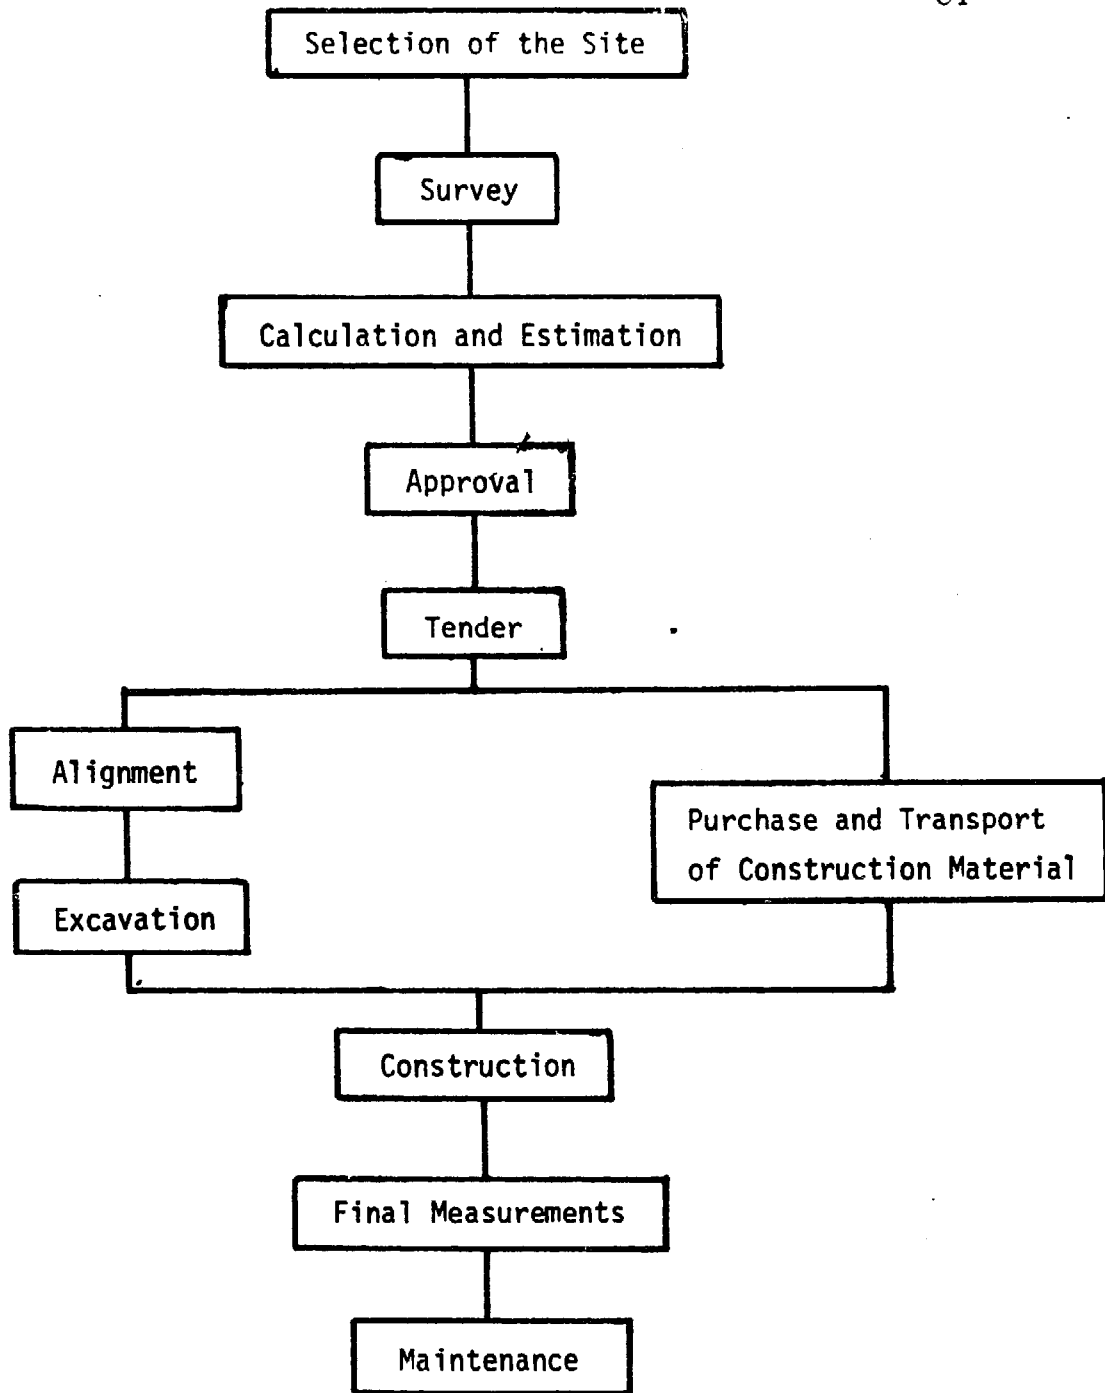 Selection of the Site
Survey
Calculation and Estimation
Approval
Tender
Alignment
Purchase and Transport
of Construction Material
Excavation
Construction
Final Measurements
Maintenance